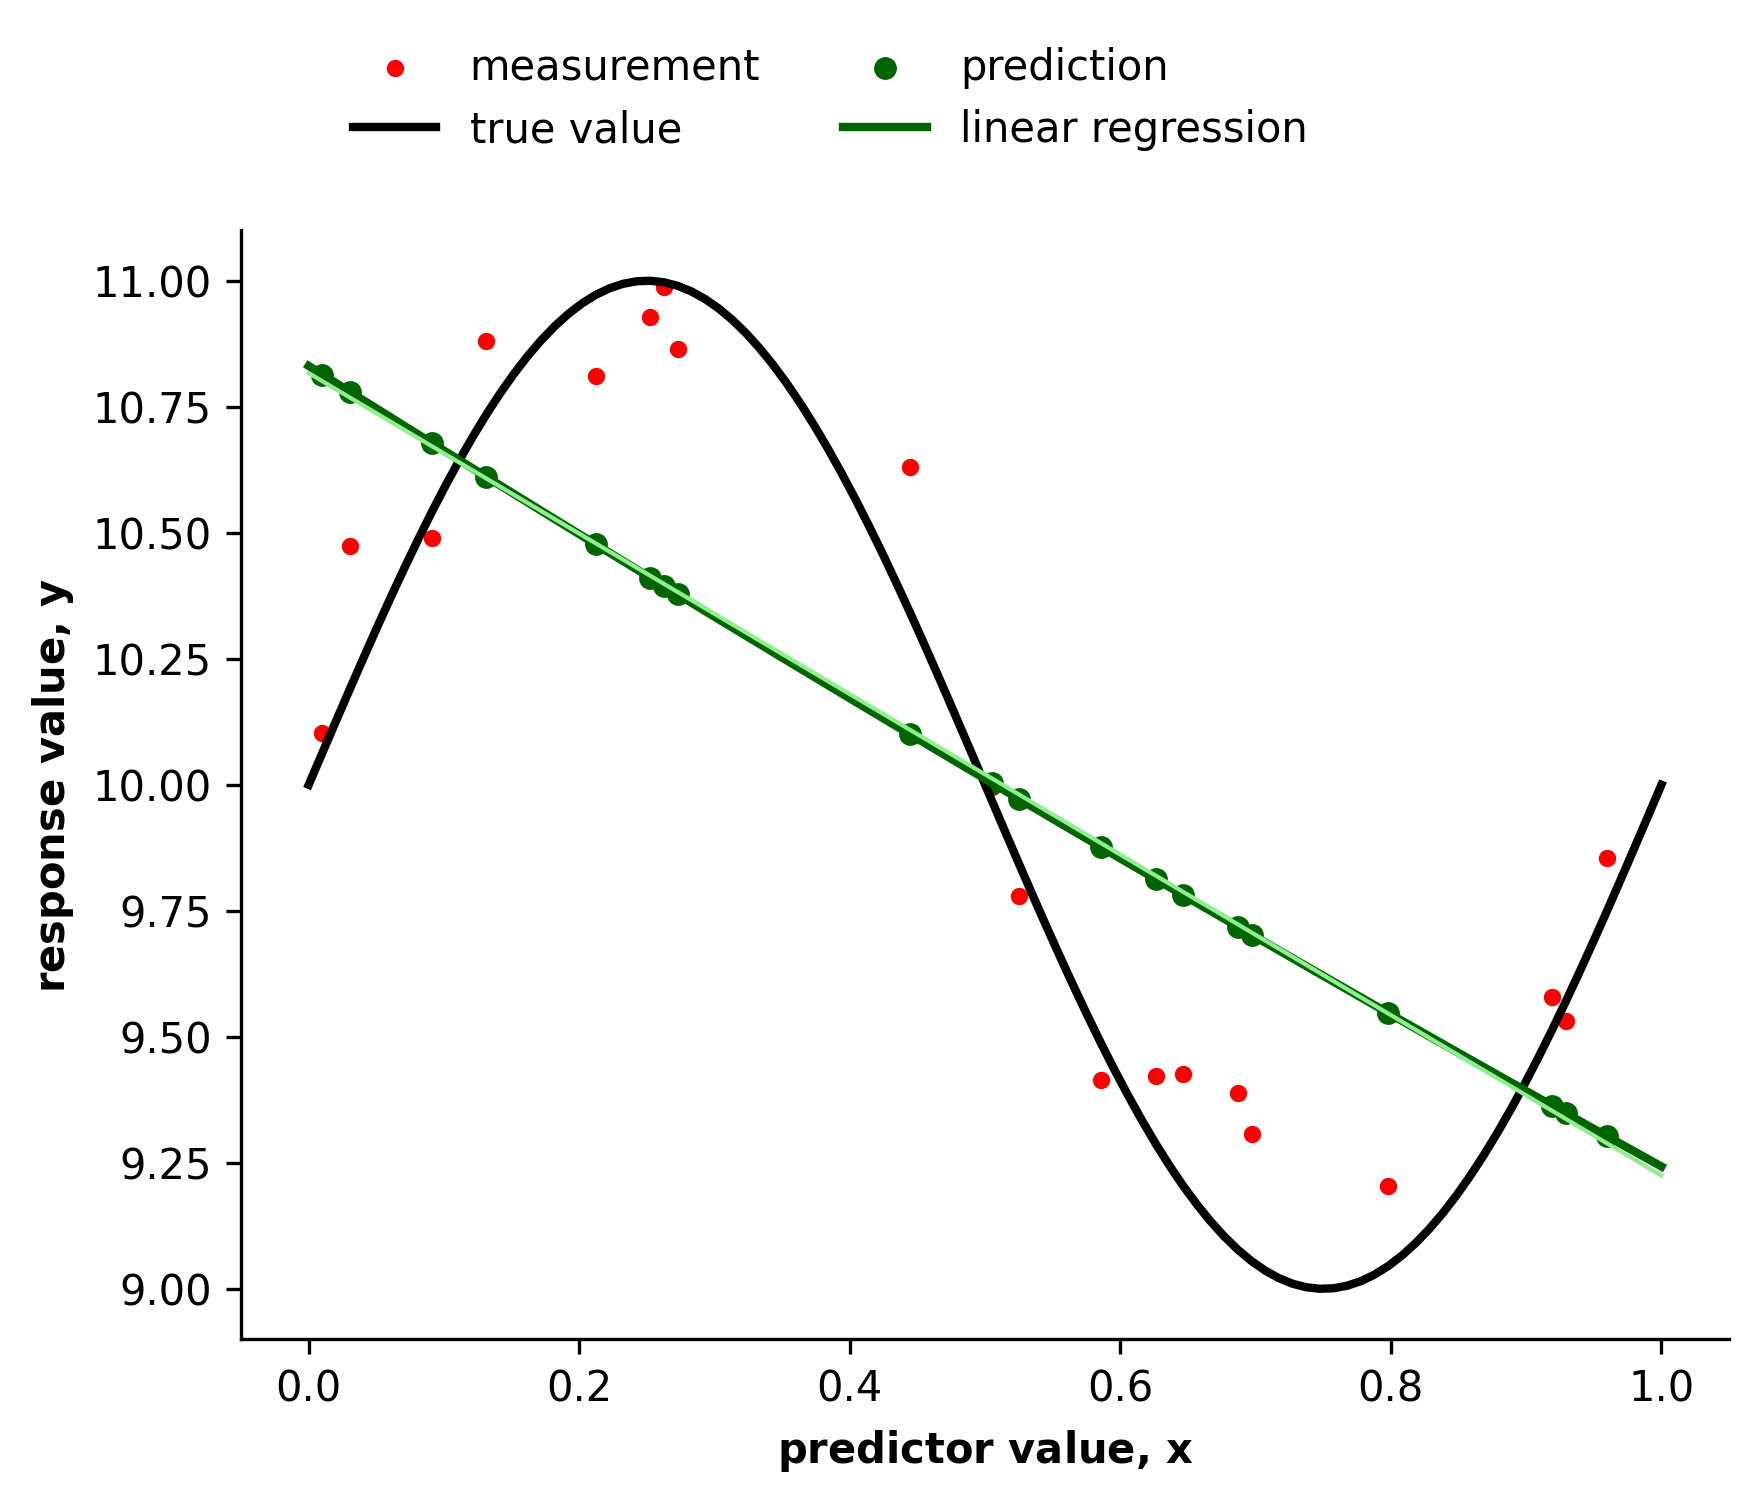 measurement
prediction
true value
linear regression
11.00
10.75
10.50
10.25
10.00
9.75
9.50
9.25
9.00
response value, y
0.0 0.2 0.4 0.6 0.8 1.0
predictor value, x